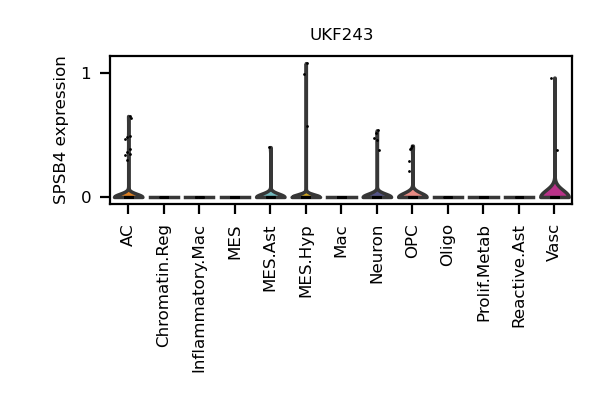 UKF243
SPSB4 expression
1
0
AC
Chromatin.Reg
Inflammatory.Mac
MES
MES.Ast
MES.Hyp
Mac
Neuron
OPC
Oligo
Prolif.Metab
Reactive.Ast
Vasc